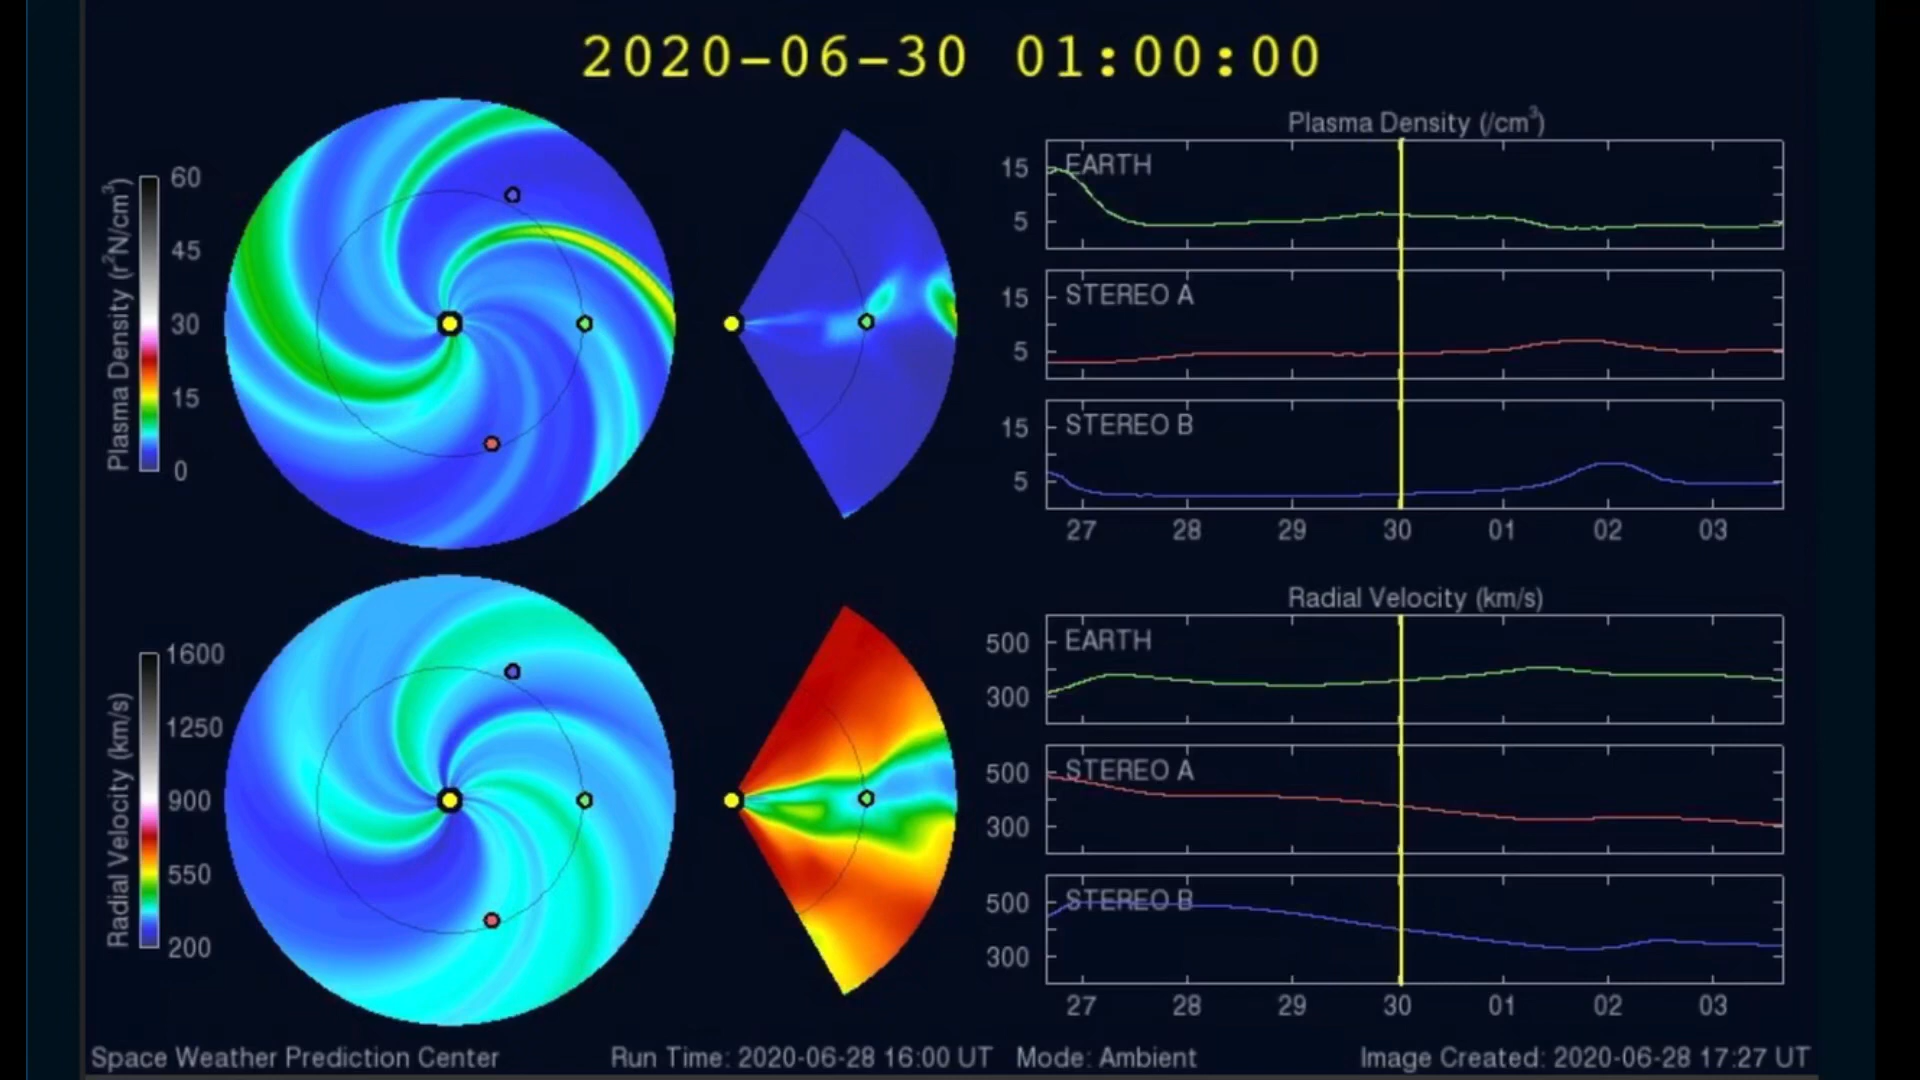 2020-06-30 01:00:00
Plasma Density (r²N/cm³)
60
45
30
15
0
Plasma Density (/cm³)
EARTH
15
5
STEREO A
15
5
STEREO B
15
5
27 28 29 30 01 02 03
Radial Velocity (km/s)
1600
1250
900
550
200
Radial Velocity (km/s)
EARTH
500
300
STEREO A
500
300
STEREO B
500
300
27 28 29 30 01 02 03
Space Weather Prediction Center Run Time: 2020-06-28 16:00 UT Mode: Ambient Image Created: 2020-06-28 17:27 UT